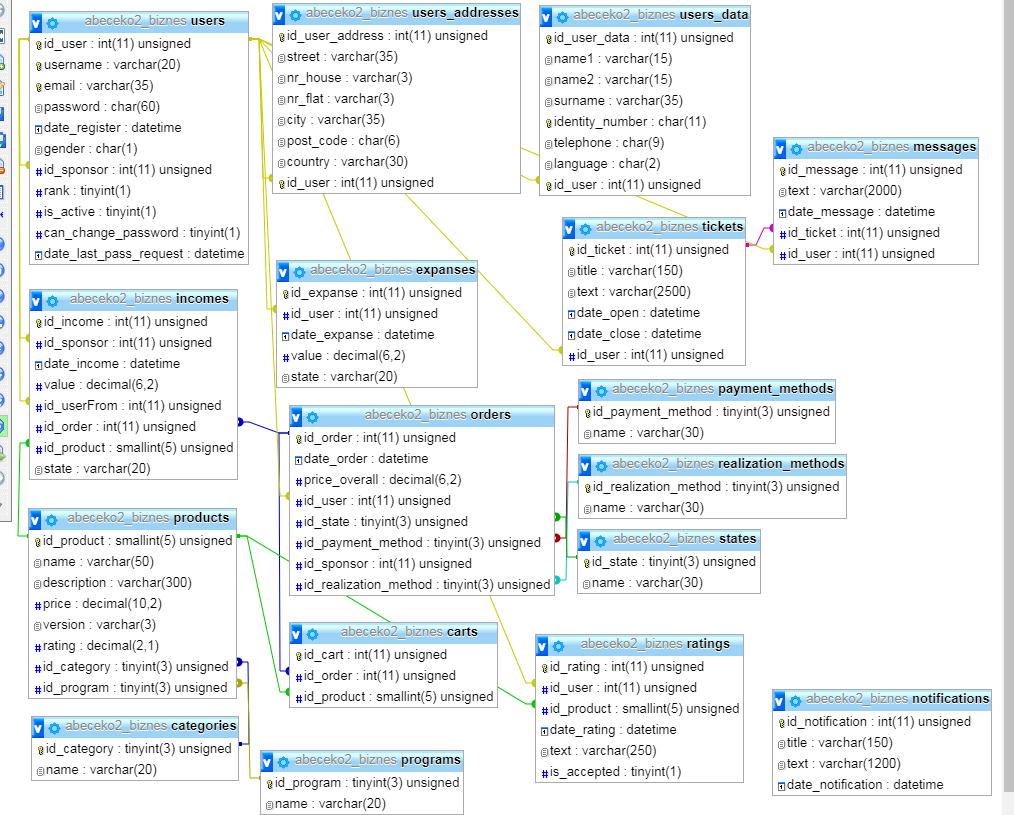 abeceko2_biznes users
id_user : int(11) unsigned
username : varchar(20)
email : varchar(35)
password : char(60)
date_register : datetime
gender : char(1)
id_sponsor : int(11) unsigned
rank : tinyint(1)
is_active : tinyint(1)
can_change_password : tinyint(1)
date_last_pass_request : datetime
abeceko2_biznes users_addresses
id_user_address : int(11) unsigned
street : varchar(35)
nr_house : varchar(3)
nr_flat : varchar(3)
city : varchar(35)
post_code : char(6)
country : varchar(30)
id_user : int(11) unsigned
abeceko2_biznes users_data
id_user_data : int(11) unsigned
name1 : varchar(15)
name2 : varchar(15)
surname : varchar(35)
identity_number : char(11)
telephone : char(9)
language : char(2)
id_user : int(11) unsigned
abeceko2_biznes messages
id_message : int(11) unsigned
text : varchar(2000)
date_message : datetime
id_ticket : int(11) unsigned
id_user : int(11) unsigned
abeceko2_biznes tickets
id_ticket : int(11) unsigned
title : varchar(150)
text : varchar(2500)
date_open : datetime
date_close : datetime
id_user : int(11) unsigned
abeceko2_biznes expanses
id_expanse : int(11) unsigned
id_user : int(11) unsigned
date_expanse : datetime
value : decimal(6,2)
state : varchar(20)
abeceko2_biznes incomes
id_income : int(11) unsigned
id_sponsor : int(11) unsigned
date_income : datetime
value : decimal(6,2)
id_userFrom : int(11) unsigned
id_order : int(11) unsigned
id_product : smallint(5) unsigned
state : varchar(20)
abeceko2_biznes orders
id_order : int(11) unsigned
date_order : datetime
price_overall : decimal(6,2)
id_user : int(11) unsigned
id_state : tinyint(3) unsigned
id_payment_method : tinyint(3) unsigned
id_sponsor : int(11) unsigned
id_realization_method : tinyint(3) unsigned
abeceko2_biznes payment_methods
id_payment_method : tinyint(3) unsigned
name : varchar(30)
abeceko2_biznes realization_methods
id_realization_method : tinyint(3) unsigned
name : varchar(30)
abeceko2_biznes states
id_state : tinyint(3) unsigned
name : varchar(30)
abeceko2_biznes products
id_product : smallint(5) unsigned
name : varchar(50)
description : varchar(300)
price : decimal(10,2)
version : varchar(3)
rating : decimal(2,1)
id_category : tinyint(3) unsigned
id_program : tinyint(3) unsigned
abeceko2_biznes carts
id_cart : int(11) unsigned
id_order : int(11) unsigned
id_product : smallint(5) unsigned
abeceko2_biznes ratings
id_rating : int(11) unsigned
id_user : int(11) unsigned
id_product : smallint(5) unsigned
date_rating : datetime
text : varchar(250)
is_accepted : tinyint(1)
abeceko2_biznes notifications
id_notification : int(11) unsigned
title : varchar(150)
text : varchar(1200)
date_notification : datetime
abeceko2_biznes categories
id_category : tinyint(3) unsigned
name : varchar(20)
abeceko2_biznes programs
id_program : tinyint(3) unsigned
name : varchar(20)